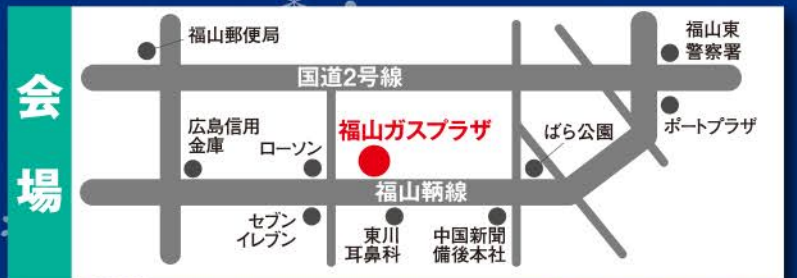 会場
福山郵便局
福山東
警察署
国道2号線
広島信用
金庫
ローソン
福山ガスプラザ
ばら公園
ポートプラザ
福山鞆線
セブン
イレブン
東川
耳鼻科
中国新聞
備後本社